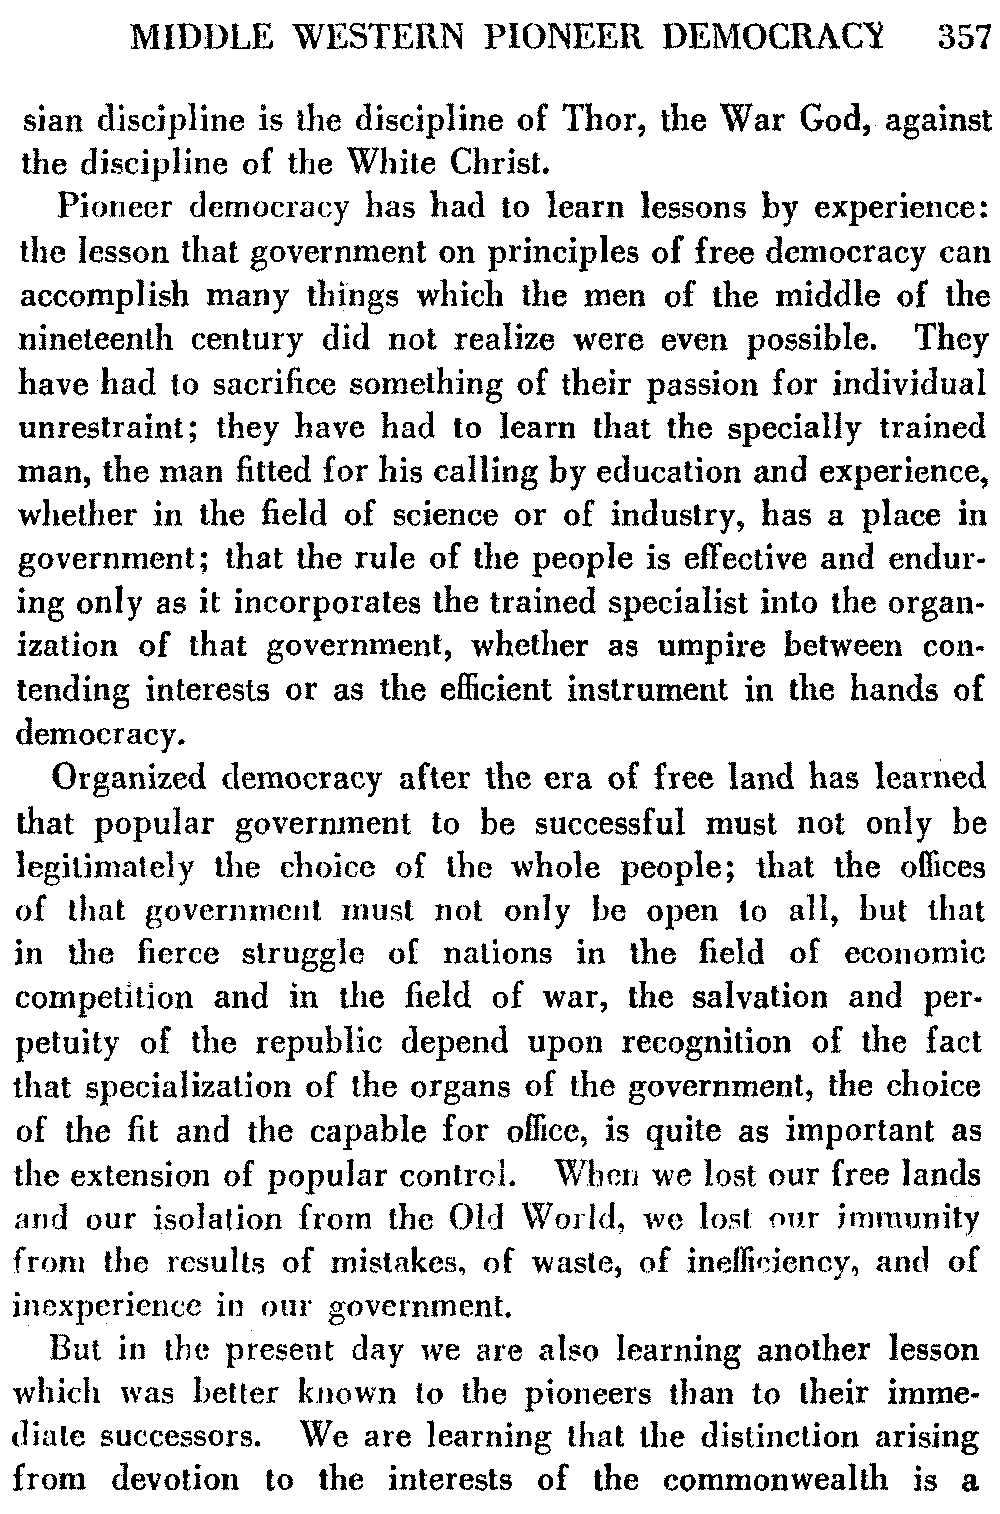 MIDDLE WESTERN PIONEER DEMOCRACY 357
sian discipline is the discipline of Thor, the War God, against
the discipline of the White Christ.
Pioneer democracy has had to learn lessons by experience:
the lesson that government on principles of free democracy can
accomplish many things which the men of the middle of the
nineteenth century did not realize were even possible. They
have had to sacrifice something of their passion for individual
unrestraint; they have had to learn that the specially trained
man, the man fitted for his calling by education and experience,
whether in the field of science or of industry, has a place in
government; that the rule of the people is effective and endur-
ing only as it incorporates the trained specialist into the organ-
ization of that government, whether as umpire between con-
tending interests or as the efficient instrument in the hands of
democracy.
Organized democracy after the era of free land has learned
that popular government to be successful must not only be
legitimately the choice of the whole people; that the offices
of that government must not only be open to all, but that
in the fierce struggle of nations in the field of economic
competition and in the field of war, the salvation and per-
petuity of the republic depend upon recognition of the fact
that specialization of the organs of the government, the choice
of the fit and the capable for office, is quite as important as
the extension of popular control. When we lost our free lands
and our isolation from the Old World, we lost our immunity
from the results of mistakes, of waste, of inefficiency, and of
inexperience in our government.
But in the present day we are also learning another lesson
which was better known to the pioneers than to their imme-
diate successors. We are learning that the distinction arising
from devotion to the interests of the commonwealth is a